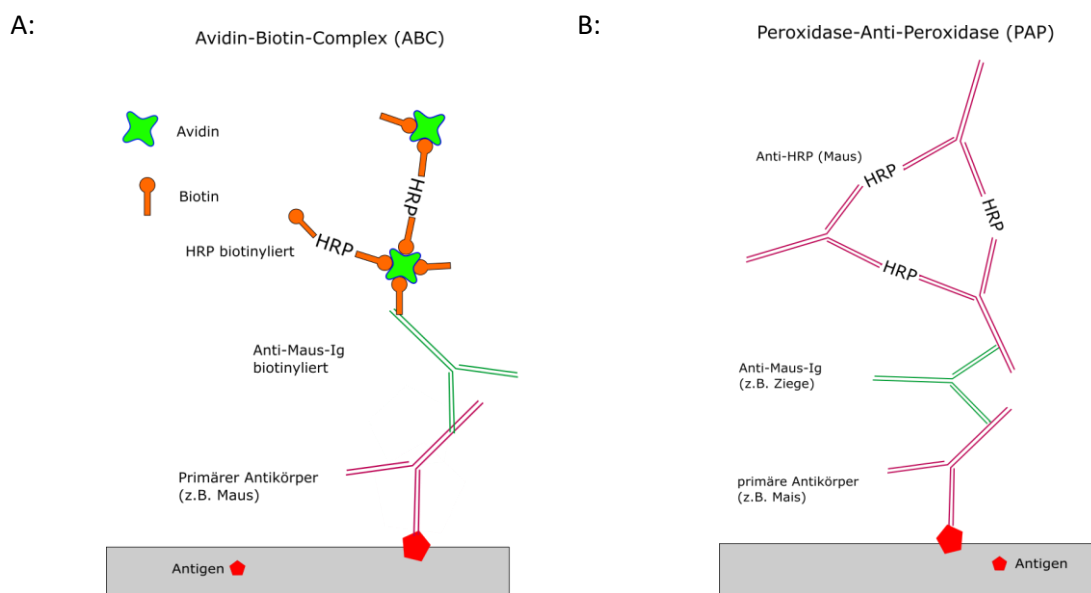 A:
Avidin-Biotin-Complex (ABC)
Avidin
Biotin
HRP
HRP biotinyliert
HRP
Anti-Maus-Ig
biotinyliert
Primärer Antikörper
(z.B. Maus)
Antigen
B:
Peroxidase-Anti-Peroxidase (PAP)
Anti-HRP (Maus)
HRP
HRP
HRP
Anti-Maus-Ig
(z.B. Ziege)
primäre Antikörper
(z.B. Mais)
Antigen